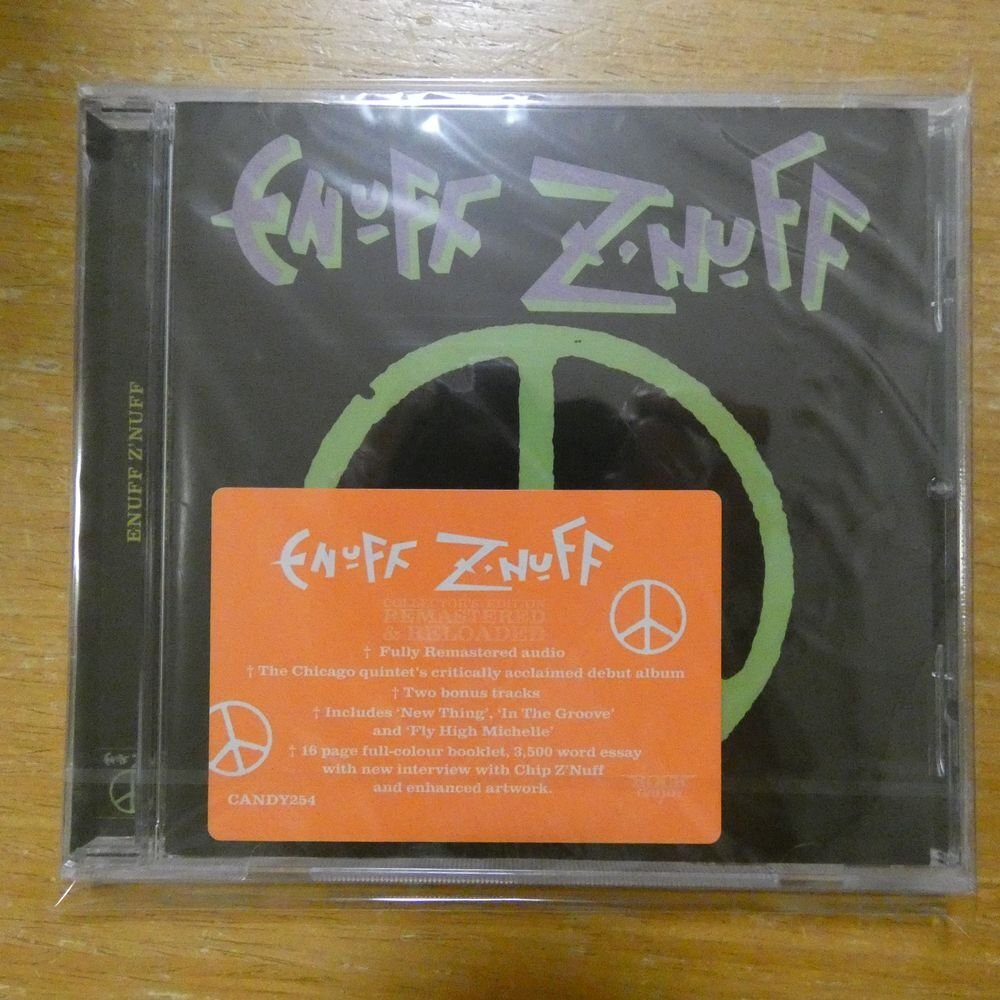 ENUFF Z'NUFF
ENUFF Z'NUFF
ENUFF Z'NUFF
COLLECTOR'S EDITION
REMASTERED
& RELOADED
† Fully Remastered audio
† The Chicago quintet's critically acclaimed debut album
† Two bonus tracks
† Includes 'New Thing', 'In The Groove'
and 'Fly High Michelle'
† 16 page full-colour booklet, 3,500 word essay
with new interview with Chip Z'Nuff
and enhanced artwork.
CANDY254
ROCK
CANDY